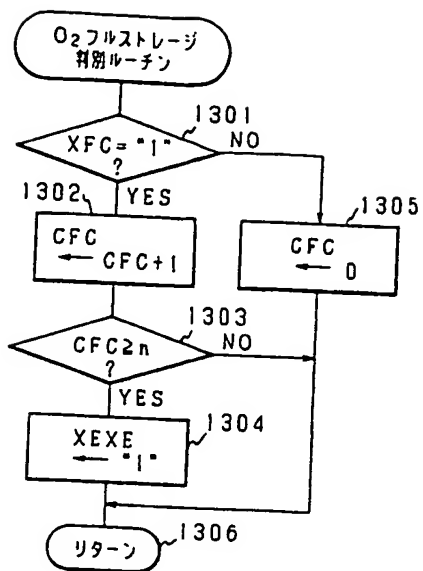 O₂フルストレージ
判別ルーチン
1301
XFC="1"
?
NO
YES
1302
CFC
← CFC+1
1305
CFC
← 0
1303
CFC≥n
?
NO
YES
1304
XEXE
← "1"
リターン
1306